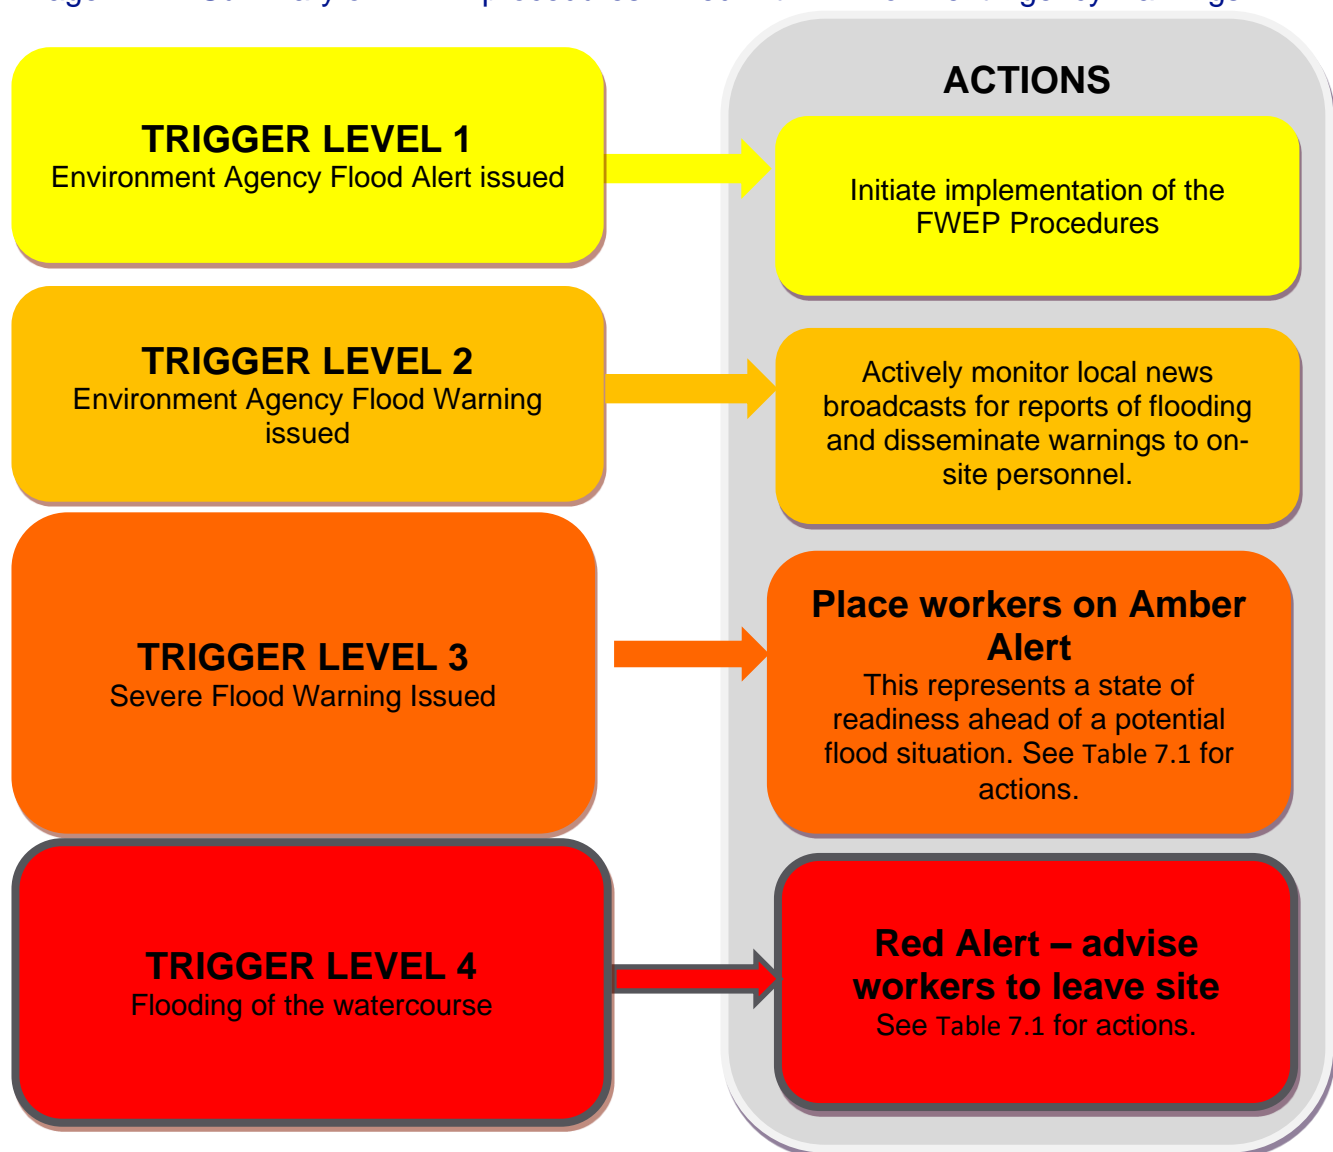 Summary of procedures
ACTIONS
TRIGGER LEVEL 1
Environment Agency Flood Alert issued
Initiate implementation of the
FWEP Procedures
TRIGGER LEVEL 2
Environment Agency Flood Warning
issued
Actively monitor local news
broadcasts for reports of flooding
and disseminate warnings to on-
site personnel.
TRIGGER LEVEL 3
Severe Flood Warning Issued
Place workers on Amber
Alert
This represents a state of
readiness ahead of a potential
flood situation. See Table 7.1 for
actions.
TRIGGER LEVEL 4
Flooding of the watercourse
Red Alert – advise
workers to leave site
See Table 7.1 for actions.